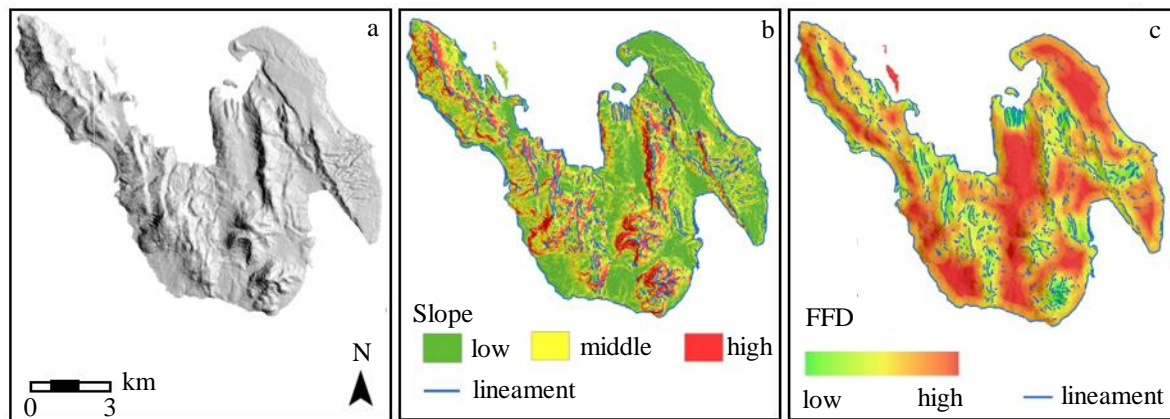 a
N
km
0 3
b
Slope
low middle high
lineament
c
FFD
low high lineament